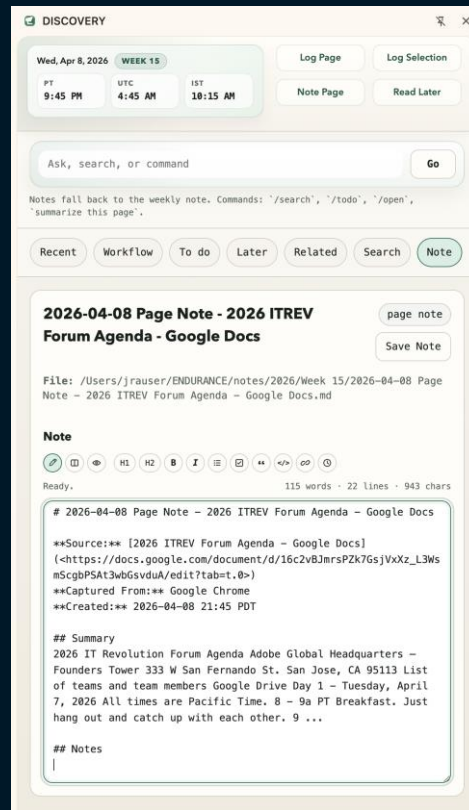 DISCOVERY
Wed, Apr 8, 2026 WEEK 15
PT UTC IST
9:45 PM 4:45 AM 10:15 AM
Log Page Log Selection
Note Page Read Later
Ask, search, or command Go
Notes fall back to the weekly note. Commands: `/search`, `/todo`, `/open`,
`summarize this page`.
Recent Workflow To do Later Related Search Note
2026-04-08 Page Note - 2026 ITREV
Forum Agenda - Google Docs
page note
Save Note
File: /Users/jrauser/ENDURANCE/notes/2026/Week 15/2026-04-08 Page
Note – 2026 ITREV Forum Agenda – Google Docs.md
Note
H1 H2 B I
Ready. 115 words · 22 lines · 943 chars
# 2026-04-08 Page Note – 2026 ITREV Forum Agenda – Google Docs
**Source:** [2026 ITREV Forum Agenda – Google Docs]
(<https://docs.google.com/document/d/16c2vBJmrsPZk7GsjVxXz_L3Ws
mScgbPSAt3wbGsvduA/edit?tab=t.0>)
**Captured From:** Google Chrome
**Created:** 2026-04-08 21:45 PDT
## Summary
2026 IT Revolution Forum Agenda Adobe Global Headquarters –
Founders Tower 333 W San Fernando St. San Jose, CA 95113 List
of teams and team members Google Drive Day 1 – Tuesday, April
7, 2026 All times are Pacific Time. 8 – 9a PT Breakfast. Just
hang out and catch up with each other. 9 ...
## Notes